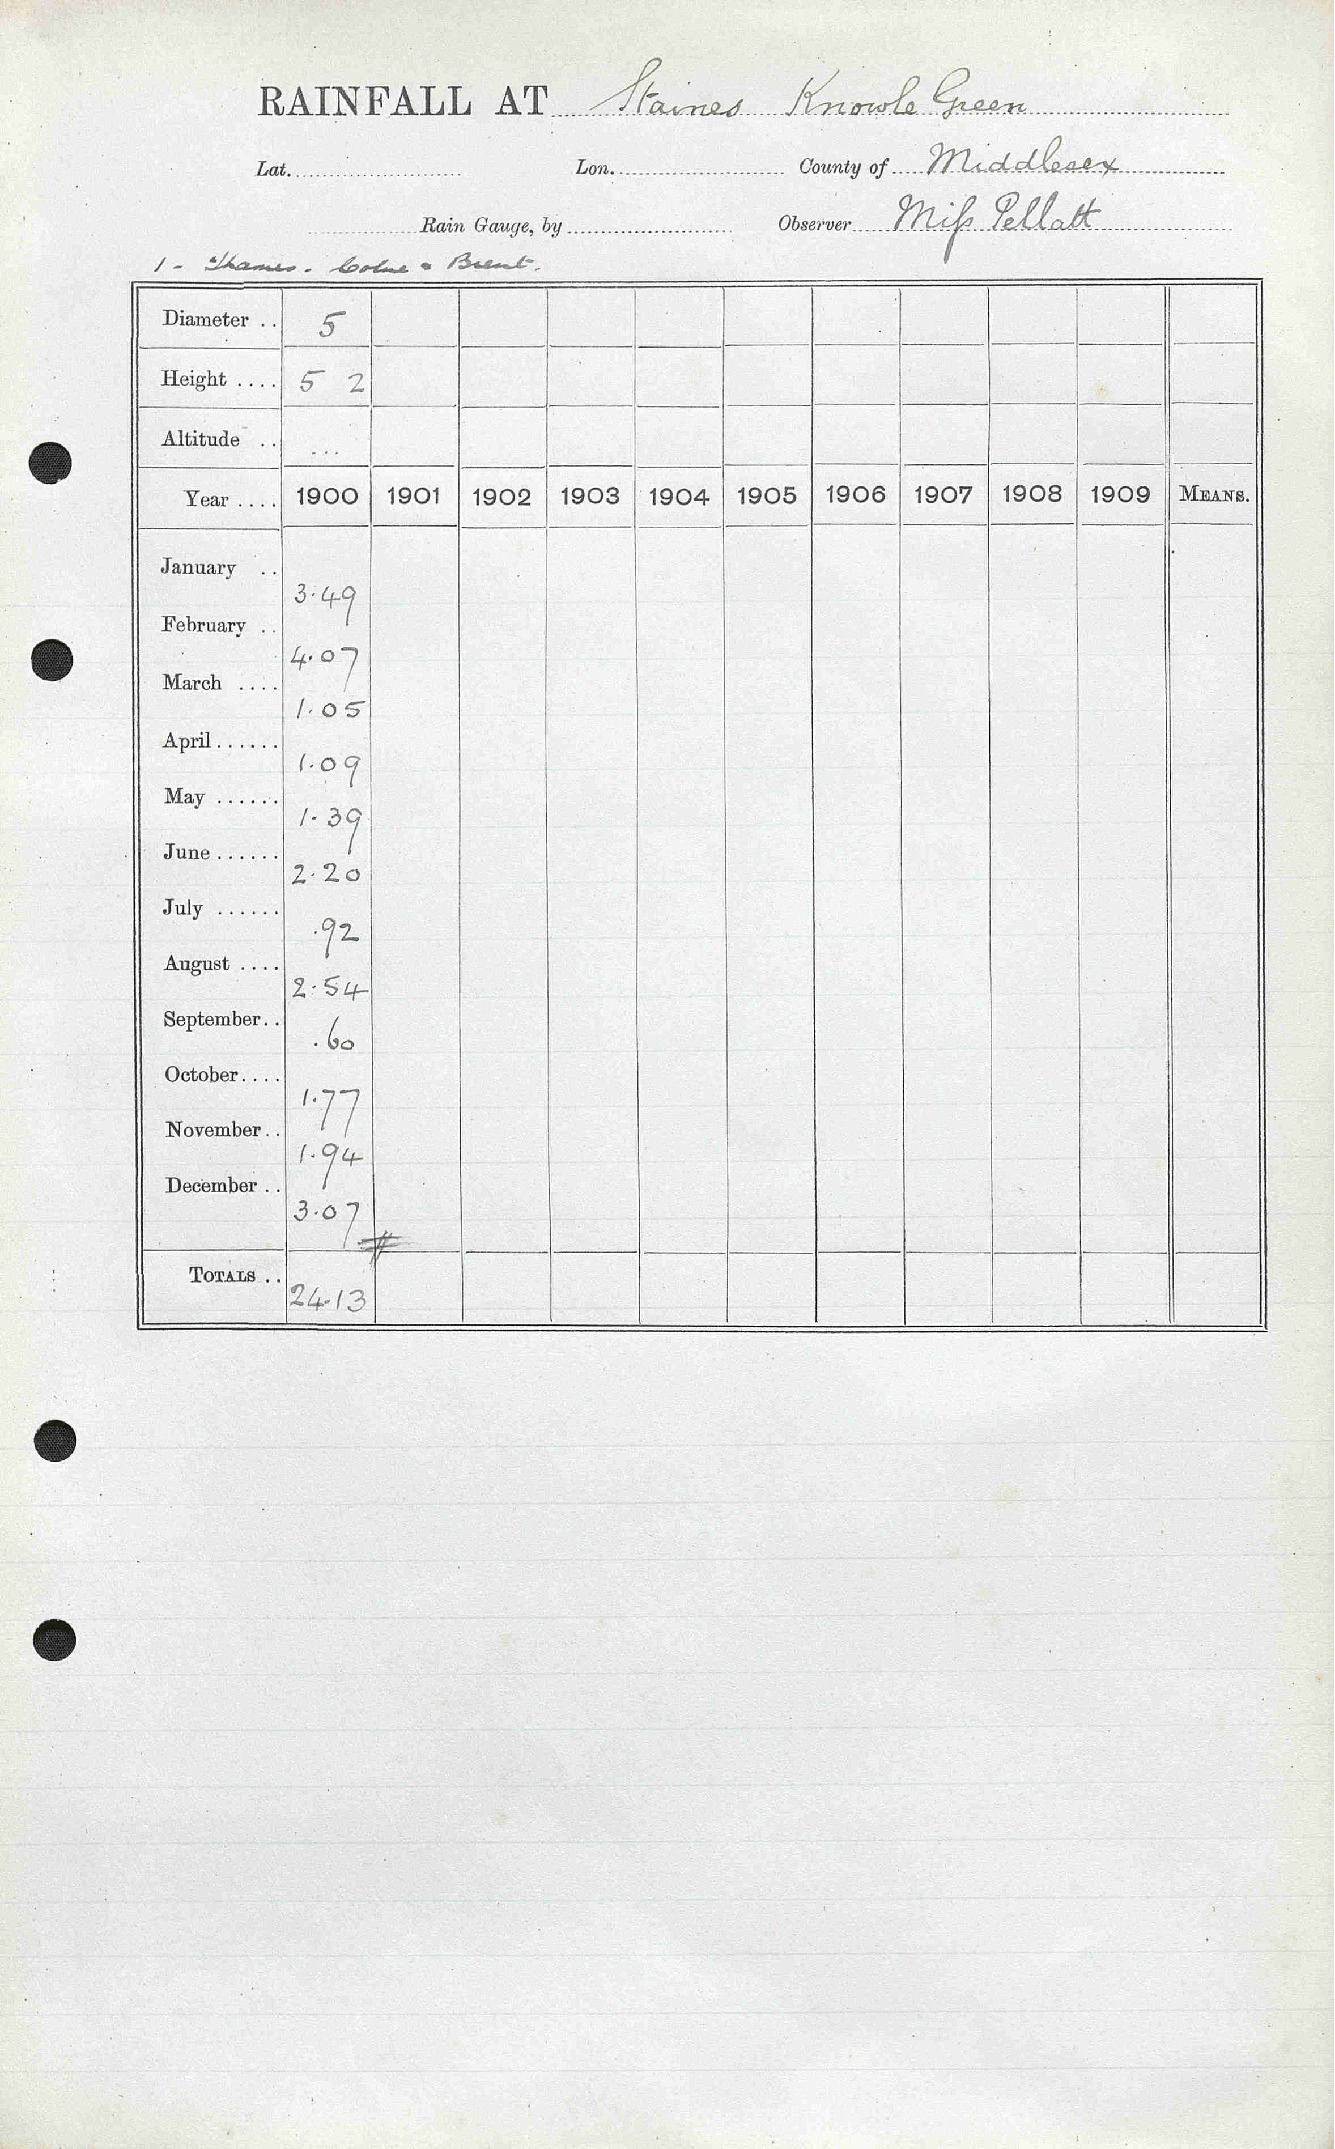 RAINFALL AT Staines Knowle Green
Lat. Lon. County of Middlesex
Rain Gauge, by Observer Miss Pellatt
1 - Thames. Colne & Brent.
Diameter .. 5
Height .... 5 2
Altitude .. ...
Year .... 1900 1901 1902 1903 1904 1905 1906 1907 1908 1909 MEANS.
January .. 3.49
February .. 4.07
March .... 1.05
April...... 1.09
May ...... 1.39
June...... 2.20
July ...... .92
August .... 2.54
September.. .60
October.... 1.77
November.. 1.94
December .. 3.07
TOTALS .. 24.13